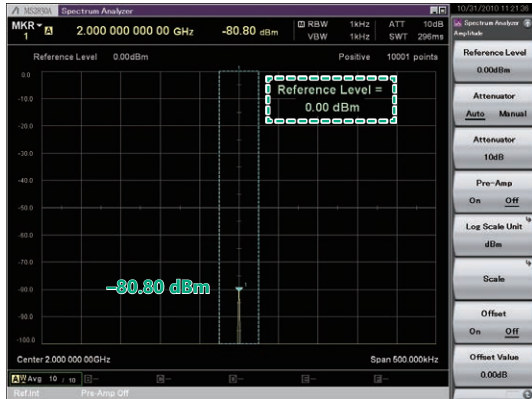 MS2830A Spectrum Analyzer
10/31/2010 11:21:36
MKR 1 A 2.000 000 000 00 GHz -80.80 dBm
RBW 1kHz ATT 10dB
VBW 1kHz SWT 296ms
Reference Level 0.00dBm Positive 10001 points
0.0
-10.0
-20.0
-30.0
-40.0
-50.0
-60.0
-70.0
-80.0
-90.0
-100.0
Reference Level =
0.00 dBm
1
–80.80 dBm
Center 2.000 000 00GHz Span 500.000kHz
A W Avg 10 / 10
Ref.Int Pre-Amp Off
Spectrum Analyzer
Amplitude
Reference Level
0.00dBm
Attenuator
Auto Manual
Attenuator
10dB
Pre-Amp
On Off
Log Scale Unit
dBm
Scale
Offset
On Off
Offset Value
0.00dB